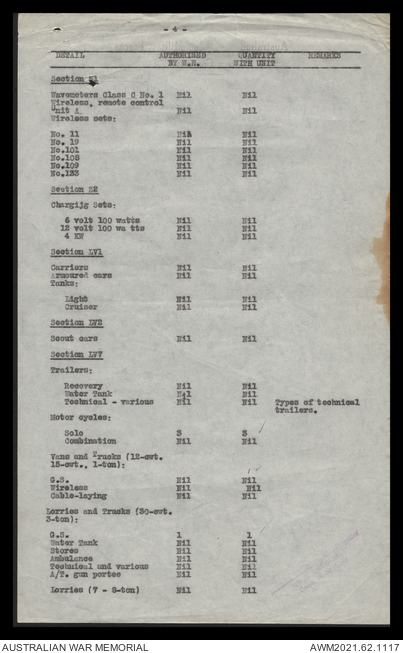 - 4 -
DETAIL AUTHORISED QUANTITY REMARKS
BY W.E. WITH UNIT
Section Z1
Wavemeters Class C No. 1 Nil Nil
Wireless, remote control
Unit A Nil Nil
Wireless sets:
No. 11 Nil Nil
No. 19 Nil Nil
No.101 Nil Nil
No.108 Nil Nil
No.109 Nil Nil
No.133 Nil Nil
Section Z2
Chargijg Sets:
6 volt 100 watts Nil Nil
12 volt 100 wa tts Nil Nil
4 KW Nil Nil
Section LV1
Carriers Nil Nil
Armoured cars Nil Nil
Tanks:
Light Nil Nil
Cruiser Nil Nil
Section LV2
Scout cars Nil Nil
Section LV7
Trailers:
Recovery Nil Nil
Water Tank Nil Nil
Technical - various Nil Nil Types of technical
trailers.
Motor cycles:
Solo 3 3
Combination Nil Nil
Vans and Trucks (12-cwt.
15-cwt., 1-ton):
G.S. Nil Nil
Wireless Nil Nil
Cable-laying Nil Nil
Lorries and Trucks (30-cwt.
3-ton):
G.S. 1 1
Water Tank Nil Nil
Stores Nil Nil
Ambulance Nil Nil
Technical and various Nil Nil
A/T. gun portee Nil Nil
Lorries (7 - 8-ton) Nil Nil
AUSTRALIAN WAR MEMORIAL AWM2021.62.1117